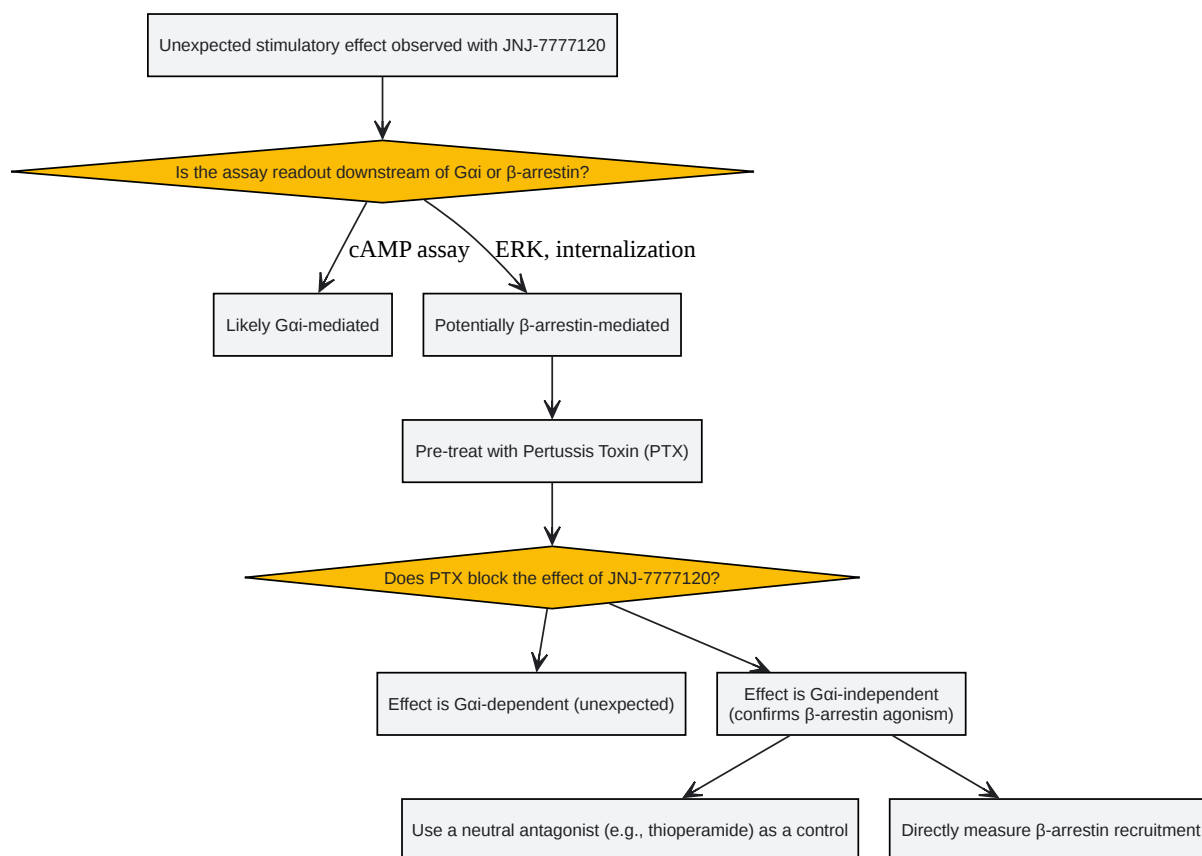 Unexpected stimulatory effect observed with JNJ-7777120
Is the assay readout downstream of Gαi or β-arrestin?
cAMP assay
ERK, internalization
Likely Gαi-mediated
Potentially β-arrestin-mediated
Pre-treat with Pertussis Toxin (PTX)
Does PTX block the effect of JNJ-7777120?
Effect is Gαi-dependent (unexpected)
Effect is Gαi-independent
(confirms β-arrestin agonism)
Use a neutral antagonist (e.g., thioperamide) as a control
Directly measure β-arrestin recruitment